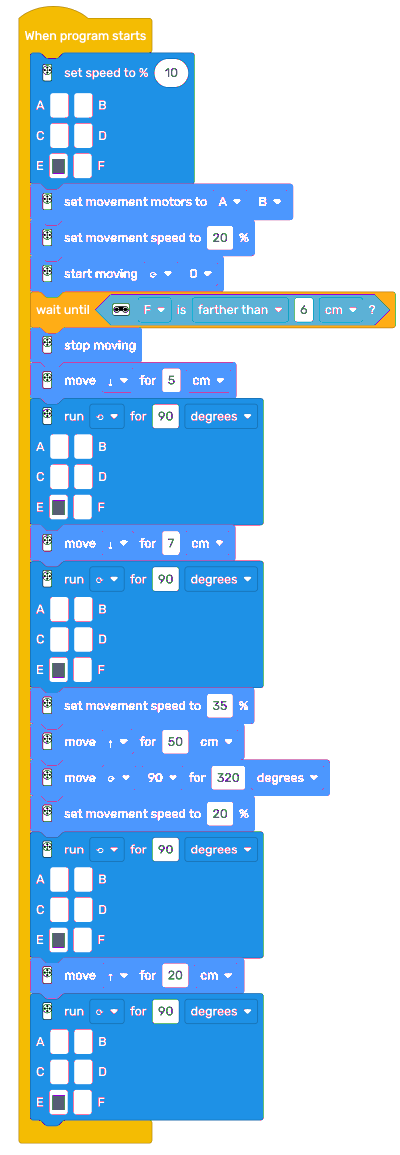 When program starts
set speed to % 10
A B
C D
E F
set movement motors to A B
set movement speed to 20 %
start moving 0
wait until F is farther than 6 cm ?
stop moving
move ↓ for 5 cm
run for 90 degrees
A B
C D
E F
move ↓ for 7 cm
run for 90 degrees
A B
C D
E F
set movement speed to 35 %
move ↑ for 50 cm
move 90 for 320 degrees
set movement speed to 20 %
run for 90 degrees
A B
C D
E F
move ↑ for 20 cm
run for 90 degrees
A B
C D
E F